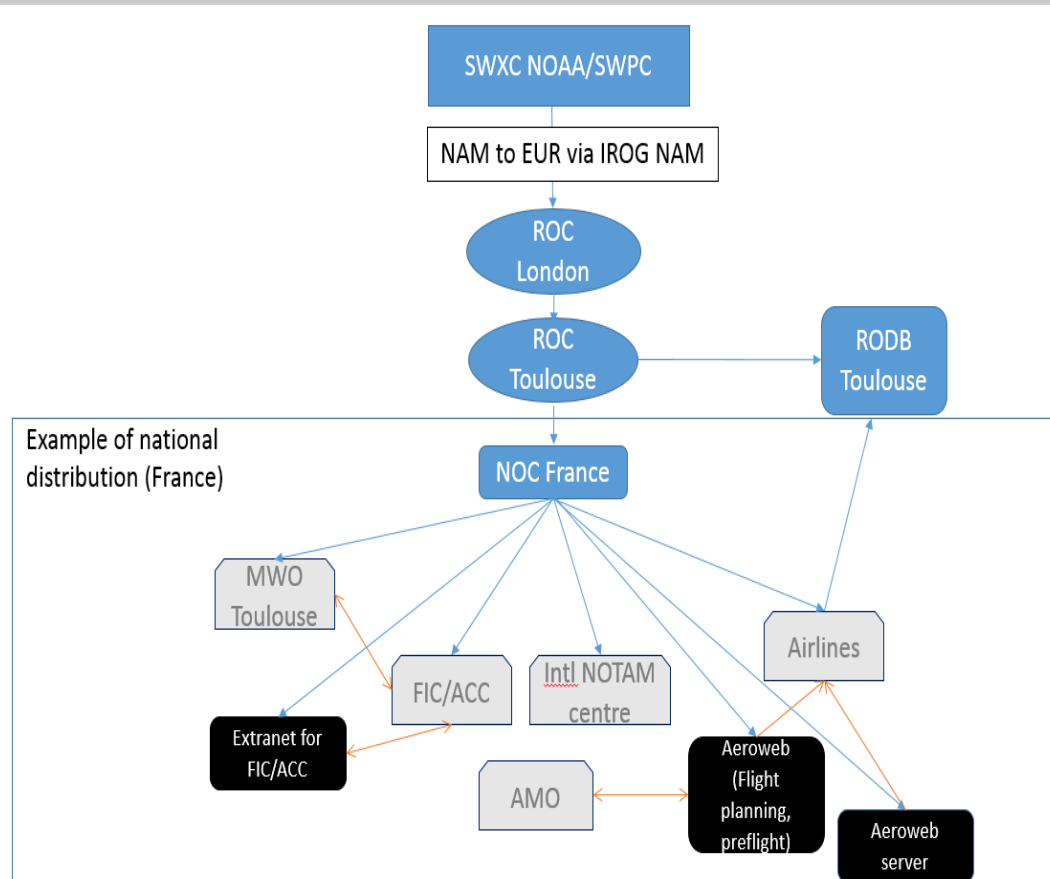 SWXC NOAA/SWPC
NAM to EUR via IROG NAM
ROC
London
ROC
Toulouse
RODB
Toulouse
Example of national
distribution (France)
NOC France
MWO
Toulouse
FIC/ACC
Intl NOTAM
centre
Airlines
Extranet for
FIC/ACC
AMO
Aeroweb
(Flight
planning,
preflight)
Aeroweb
server